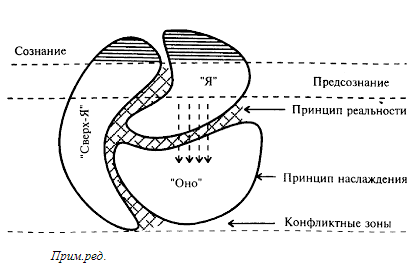 Сознание
"Я"
Предсознание
Принцип реальности
"Сверх-Я"
"Оно"
Принцип наслаждения
Конфликтные зоны
Прим.ред.